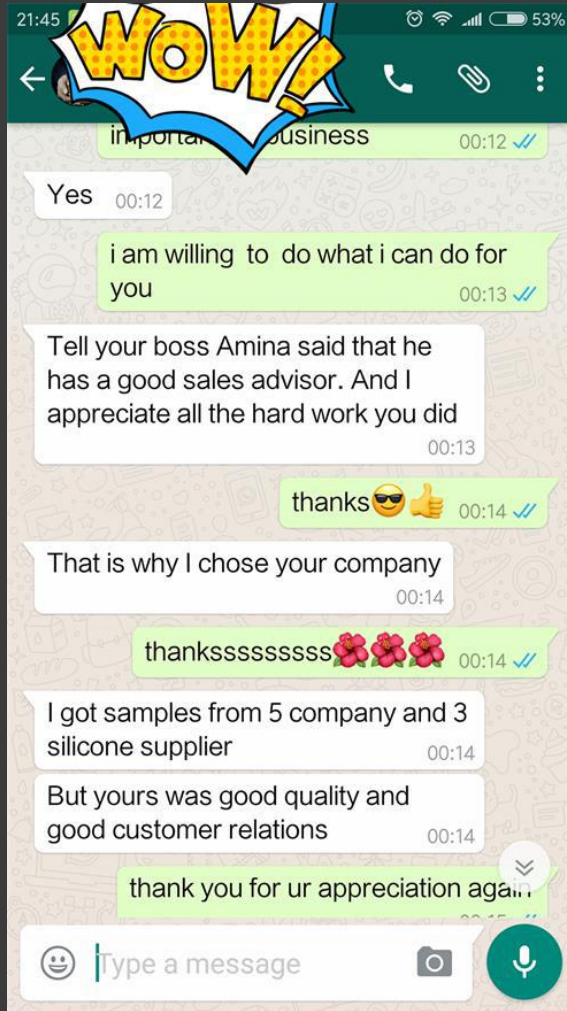 21:45
53%
WOW!
business
00:12
Yes
00:12
i am willing to do what i can do for
you
00:13
Tell your boss Amina said that he
has a good sales advisor. And I
appreciate all the hard work you did
00:13
thanks😎👍
00:14
That is why I chose your company
00:14
thankssssssssss🌺🌺🌺
00:14
I got samples from 5 company and 3
silicone supplier
00:14
But yours was good quality and
good customer relations
00:14
thank you for ur appreciation again
Type a message